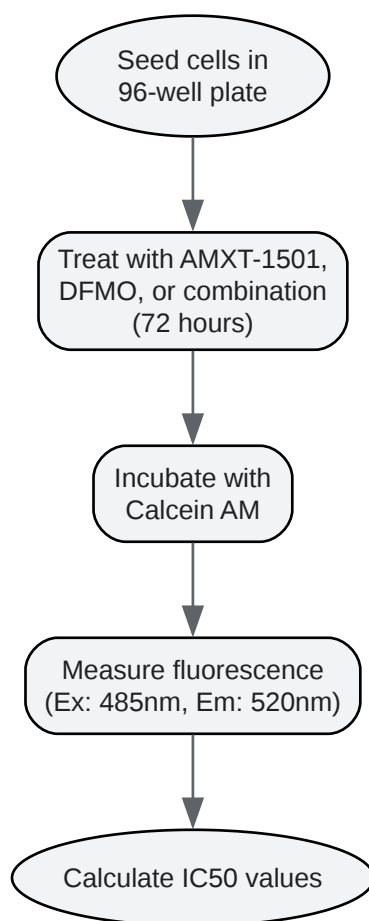 Seed cells in
96-well plate
Treat with AMXT-1501,
DFMO, or combination
(72 hours)
Incubate with
Calcein AM
Measure fluorescence
(Ex: 485nm, Em: 520nm)
Calculate IC50 values